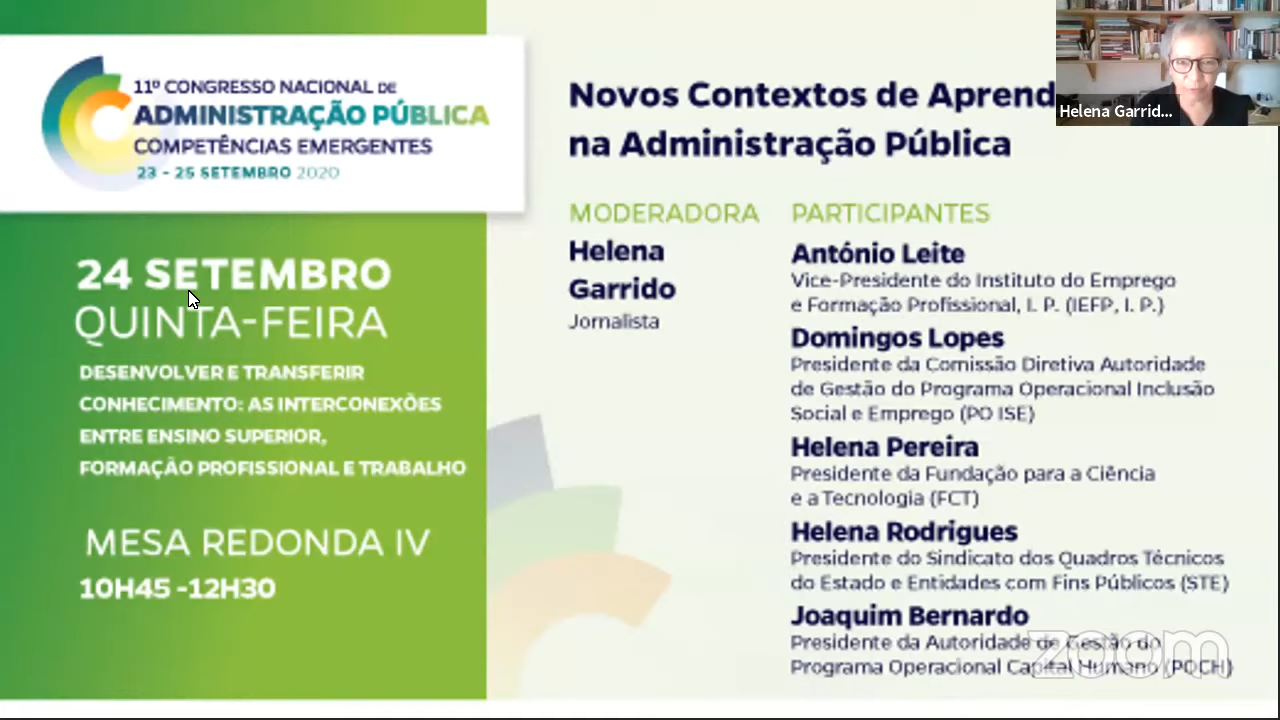 11º CONGRESSO NACIONAL DE
ADMINISTRAÇÃO PÚBLICA
COMPETÊNCIAS EMERGENTES
23 - 25 SETEMBRO 2020
24 SETEMBRO
QUINTA-FEIRA
DESENVOLVER E TRANSFERIR
CONHECIMENTO: AS INTERCONEXÕES
ENTRE ENSINO SUPERIOR,
FORMAÇÃO PROFISSIONAL E TRABALHO
MESA REDONDA IV
10H45 -12H30
Novos Contextos de Aprend
na Administração Pública
MODERADORA
Helena
Garrido
Jornalista
PARTICIPANTES
António Leite
Vice-Presidente do Instituto do Emprego
e Formação Profissional, I. P. (IEFP, I. P.)
Domingos Lopes
Presidente da Comissão Diretiva Autoridade
de Gestão do Programa Operacional Inclusão
Social e Emprego (PO ISE)
Helena Pereira
Presidente da Fundação para a Ciência
e a Tecnologia (FCT)
Helena Rodrigues
Presidente do Sindicato dos Quadros Técnicos
do Estado e Entidades com Fins Públicos (STE)
Joaquim Bernardo
Presidente da Autoridade de Gestão do
Programa Operacional Capital Humano (POCH)
Helena Garrid...
zoom